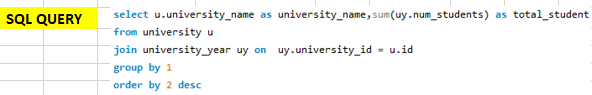 SQL QUERY
select u.university_name as university_name,sum(uy.num_students) as total_student
from university u
join university_year uy on  uy.university_id = u.id
group by 1
order by 2 desc